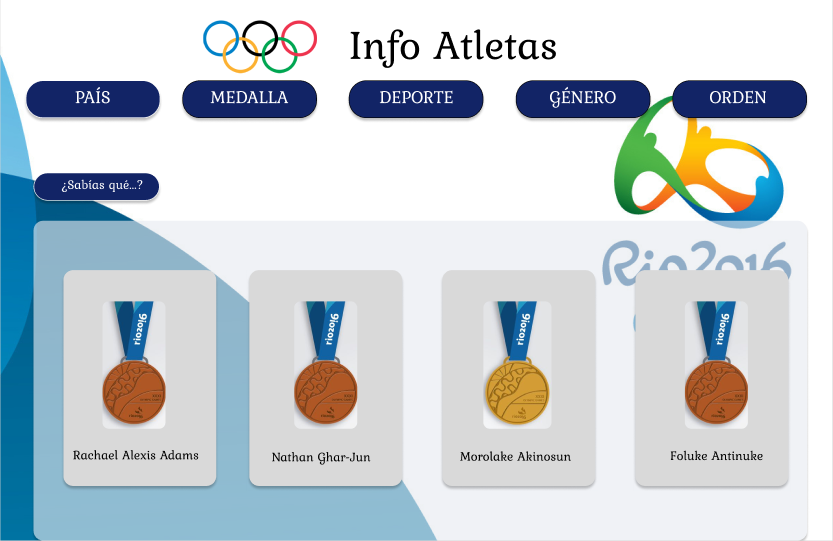 Info Atletas
PAÍS
MEDALLA
DEPORTE
GÉNERO
ORDEN
¿Sabías qué...?
Rio2016
rio2016
rio2016
rio2016
rio2016
Rachael Alexis Adams
Nathan Ghar-Jun
Morolake Akinosun
Foluke Antinuke